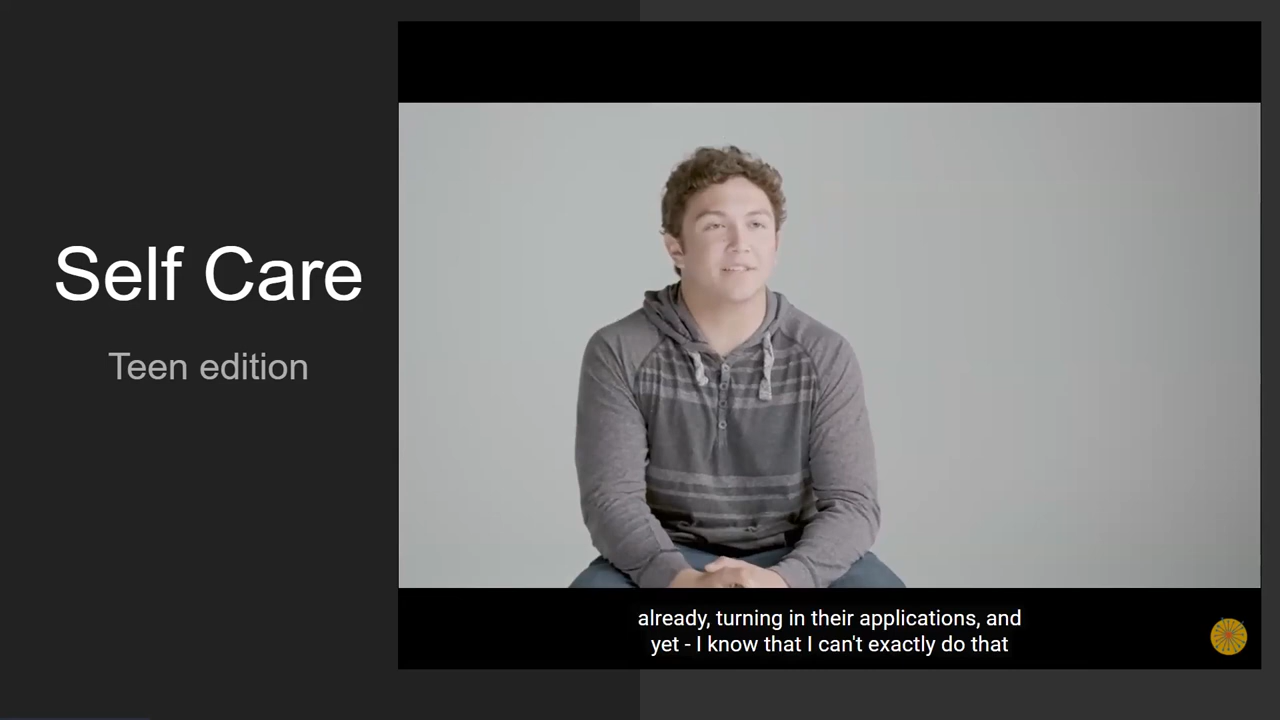 Self Care
Teen edition
already, turning in their applications, and
yet - I know that I can't exactly do that